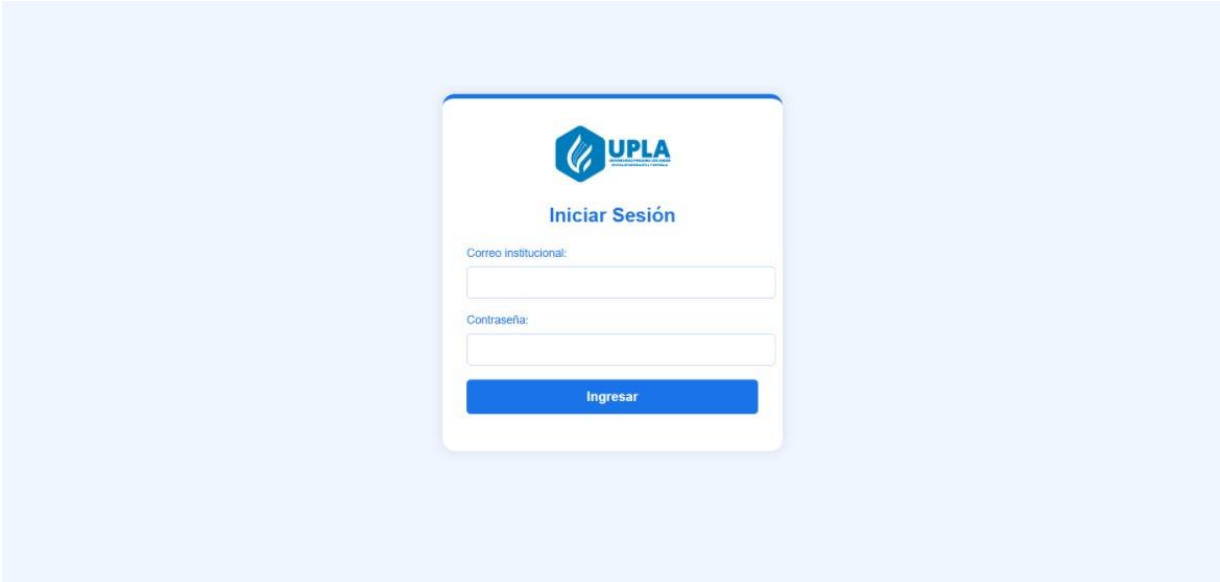 UPLA
Iniciar Sesión
Correo institucional:
Contraseña:
Ingresar